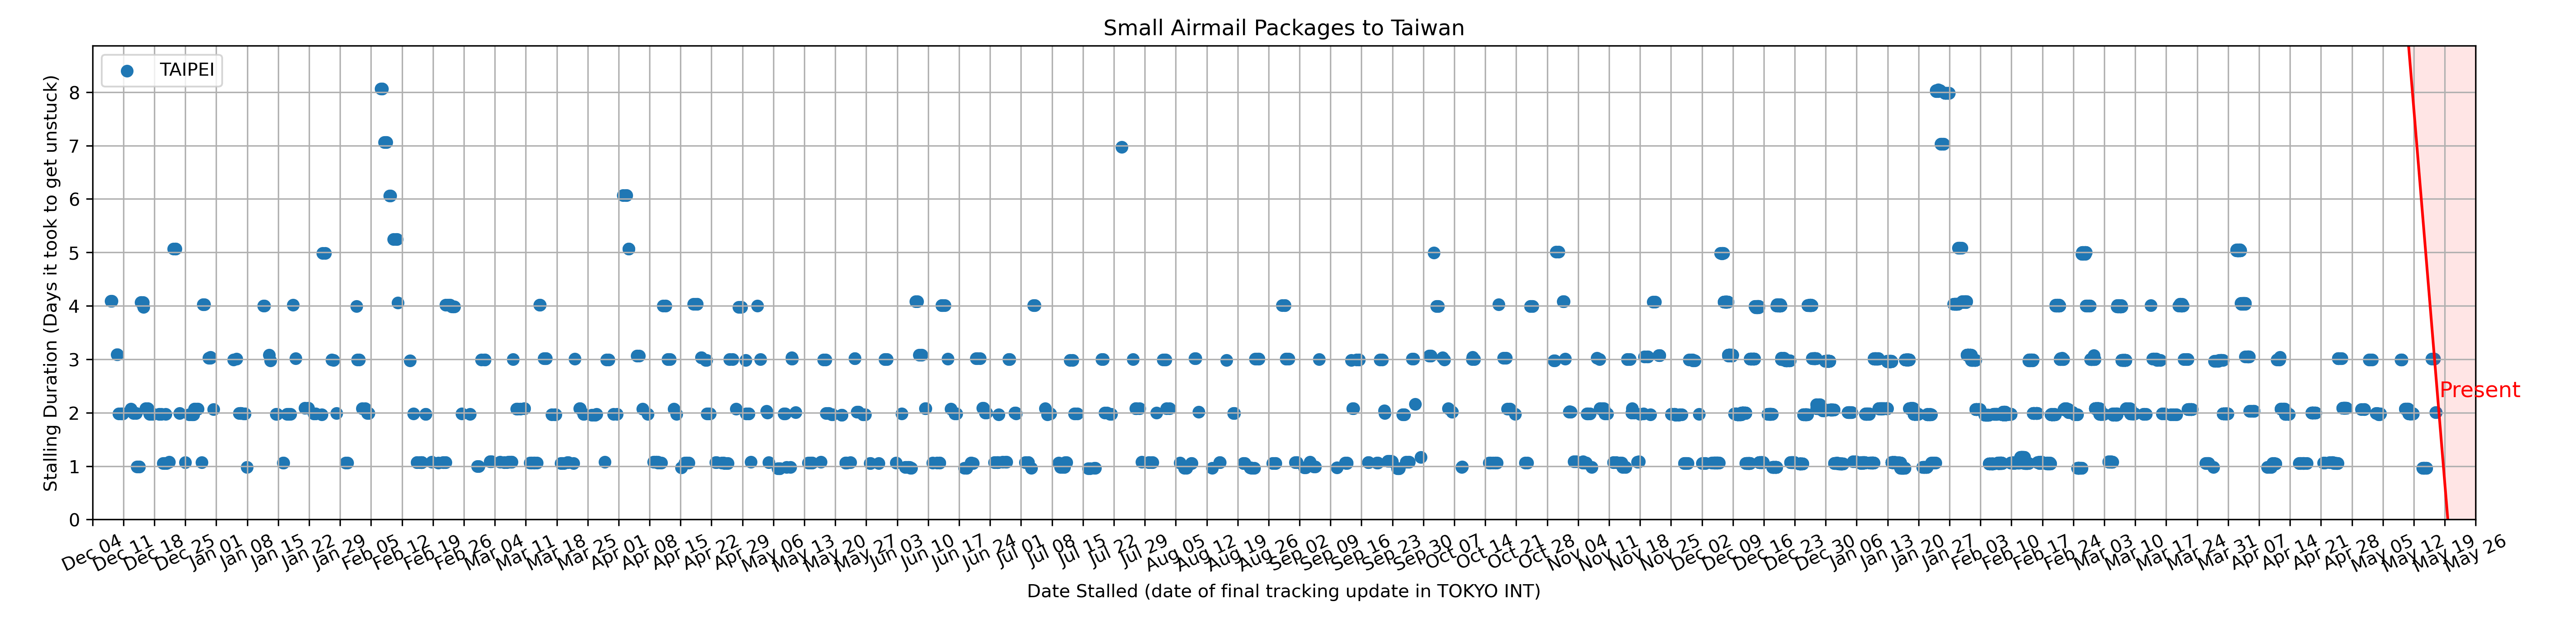 Small Airmail Packages to Taiwan
TAIPEI
Stalling Duration (Days it took to get unstuck)
8
7
6
5
4
3
2
1
0
Present
Dec 04
Dec 11
Dec 18
Dec 25
Jan 01
Jan 08
Jan 15
Jan 22
Jan 29
Feb 05
Feb 12
Feb 19
Feb 26
Mar 04
Mar 11
Mar 18
Mar 25
Apr 01
Apr 08
Apr 15
Apr 22
Apr 29
May 06
May 13
May 20
May 27
Jun 03
Jun 10
Jun 17
Jun 24
Jul 01
Jul 08
Jul 15
Jul 22
Jul 29
Aug 05
Aug 12
Aug 19
Aug 26
Sep 02
Sep 09
Sep 16
Sep 23
Sep 30
Oct 07
Oct 14
Oct 21
Oct 28
Nov 04
Nov 11
Nov 18
Nov 25
Dec 02
Dec 09
Dec 16
Dec 23
Dec 30
Jan 06
Jan 13
Jan 20
Jan 27
Feb 03
Feb 10
Feb 17
Feb 24
Mar 03
Mar 10
Mar 17
Mar 24
Mar 31
Apr 07
Apr 14
Apr 21
Apr 28
May 05
May 12
May 19
May 26
Date Stalled (date of final tracking update in TOKYO INT)